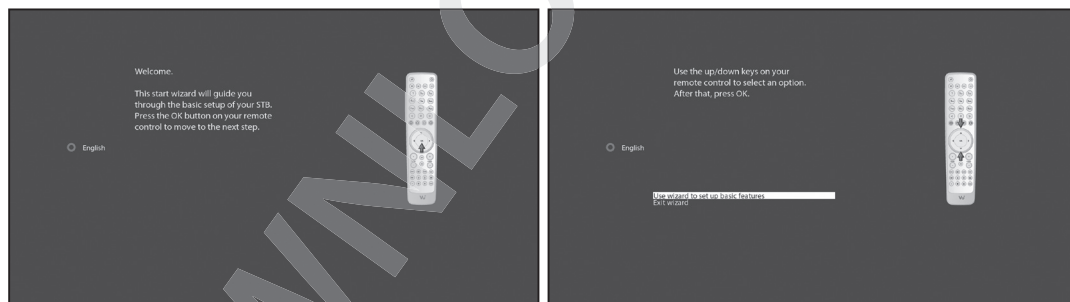 Welcome.
This start wizard will guide you
through the basic setup of your STB.
Press the OK button on your remote
control to move to the next step.
English
Use the up/down keys on your
remote control to select an option.
After that, press OK.
English
Use wizard to set up basic features
Exit wizard